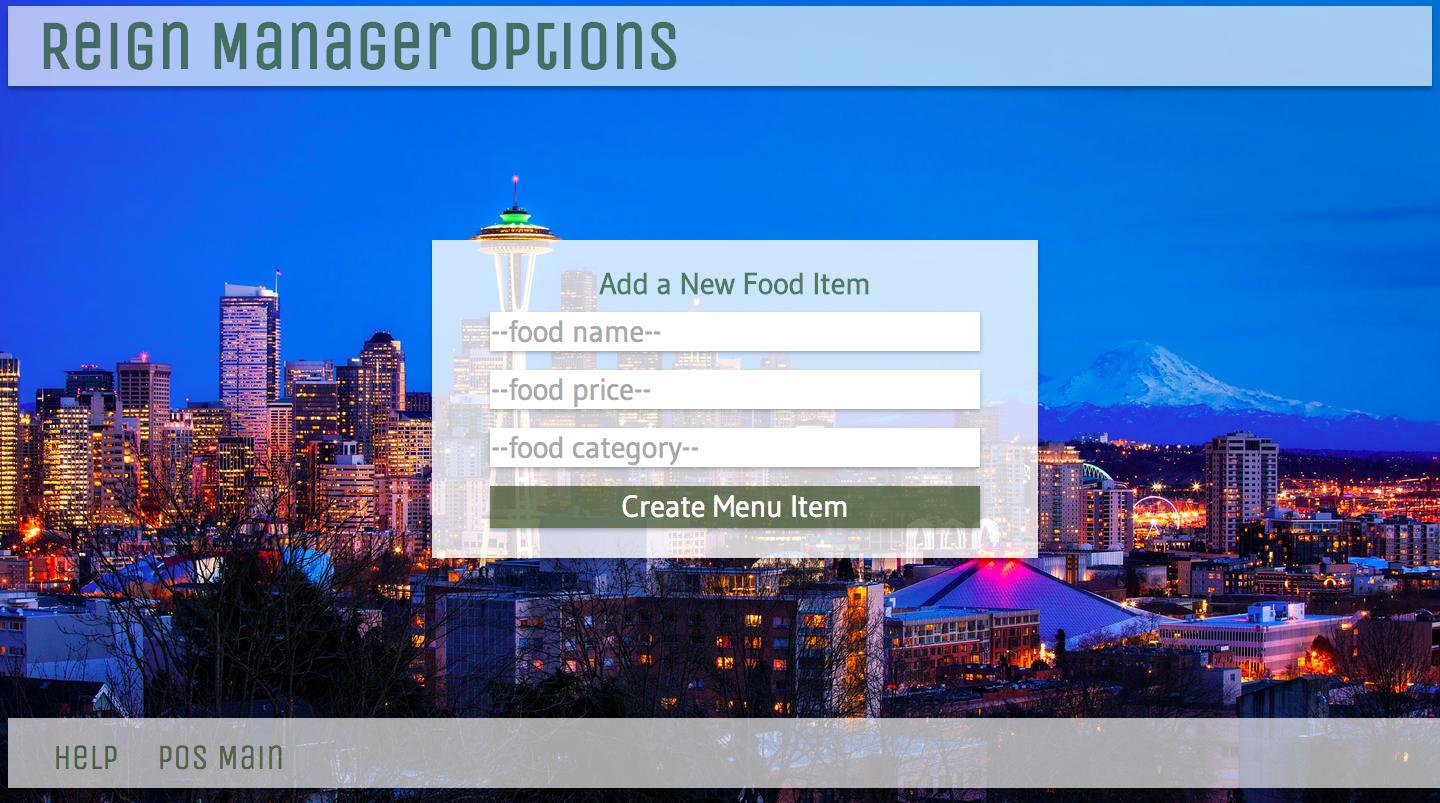 Reign Manager Options
Add a New Food Item
--food name--
--food price--
--food category--
Create Menu Item
Help POS Main